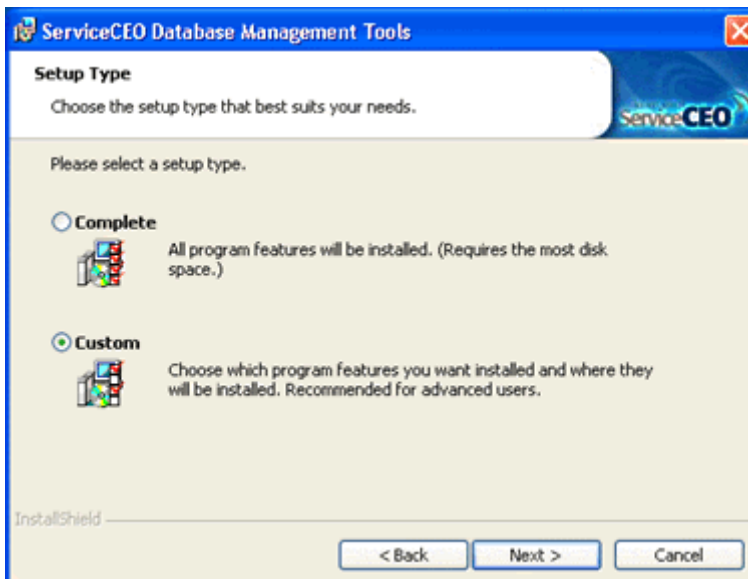 ServiceCEO Database Management Tools
Setup Type
Choose the setup type that best suits your needs.
ServiceCEO
Please select a setup type.
Complete
All program features will be installed. (Requires the most disk
space.)
Custom
Choose which program features you want installed and where they
will be installed. Recommended for advanced users.
InstallShield
< Back
Next >
Cancel